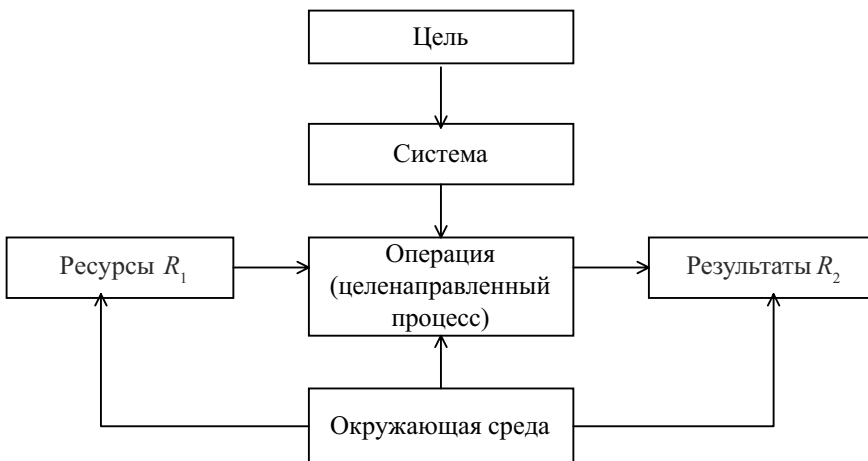 Цель
Система
Ресурсы R₁
Операция
(целенаправленный
процесс)
Результаты R₂
Окружающая среда